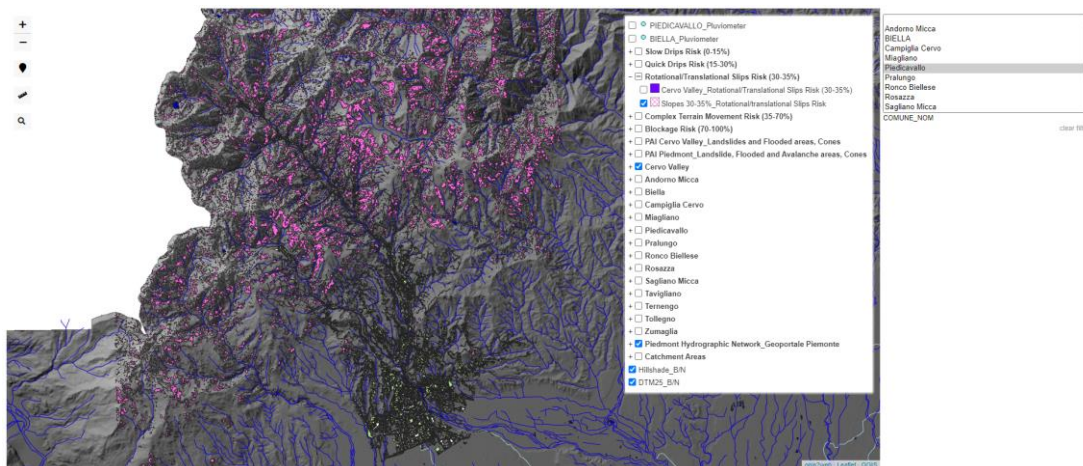 PIEDICAVALLO_Pluviometer
BIELLA_Pluviometer
Slow Drips Risk (0-15%)
Quick Drips Risk (15-30%)
Rotational/Translational Slips Risk (30-35%)
Cervo Valley_Rotational/Translational Slips Risk (30-35%)
Slopes 30-35%_Rotational/translational Slips Risk
Complex Terrain Movement Risk (35-70%)
Blockage Risk (70-100%)
PAI Cervo Valley_Landslides and Flooded areas, Cones
PAI Piedmont_Landslide, Flooded and Avalanche areas, Cones
Cervo Valley
Andorno Micca
Biella
Campiglia Cervo
Miagliano
Piedicavallo
Pralungo
Ronco Biellese
Rosazza
Sagliano Micca
Tavigliano
Ternengo
Tollegno
Zumaglia
Piedmont Hydrographic Network_Geoportale Piemonte
Catchment Areas
Hillshade_B/N
DTM25_B/N
Andorno Micca
BIELLA
Campiglia Cervo
Miagliano
Piedicavallo
Pralungo
Ronco Biellese
Rosazza
Sagliano Micca
COMUNE_NOM
clear filt
qgis2web · Leaflet · QGIS